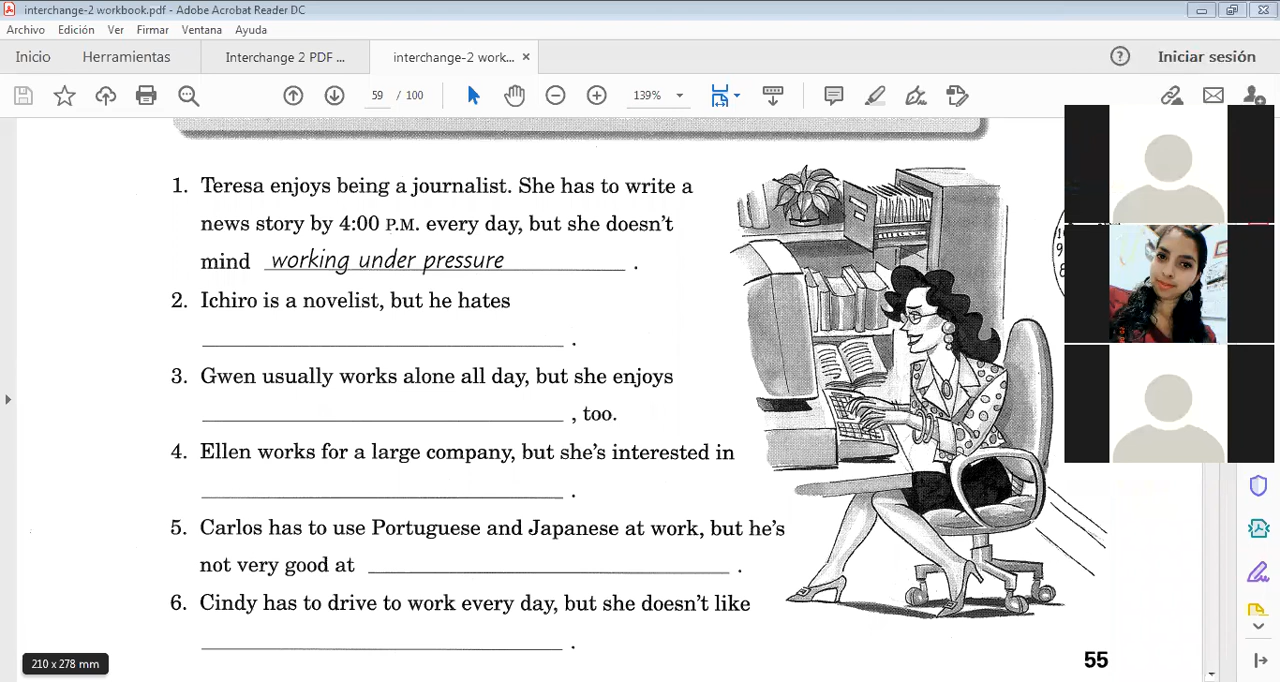 interchange-2 workbook.pdf - Adobe Acrobat Reader DC
Archivo Edición Ver Firmar Ventana Ayuda
Inicio Herramientas Interchange 2 PDF ... interchange-2 work... × Iniciar sesión
59 / 100 139%
1. Teresa enjoys being a journalist. She has to write a
news story by 4:00 P.M. every day, but she doesn't
mind working under pressure .
2. Ichiro is a novelist, but he hates
.
3. Gwen usually works alone all day, but she enjoys
, too.
4. Ellen works for a large company, but she's interested in
.
5. Carlos has to use Portuguese and Japanese at work, but he's
not very good at .
6. Cindy has to drive to work every day, but she doesn't like
.
210 x 278 mm
55